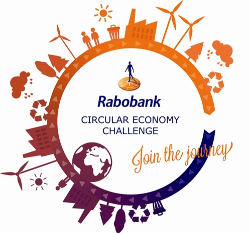 Rabobank
CIRCULAR ECONOMY
CHALLENGE
Join the journey